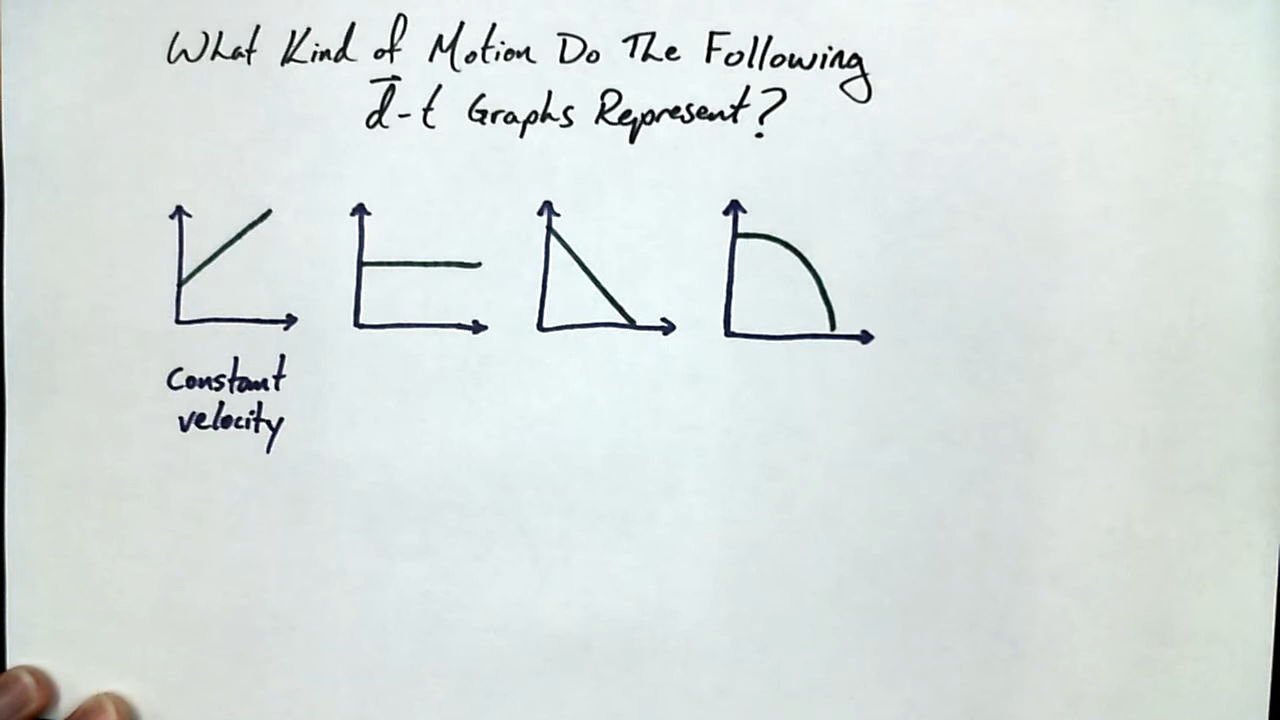 What Kind of Motion Do The Following
d⃗-t Graphs Represent?
Constant
velocity